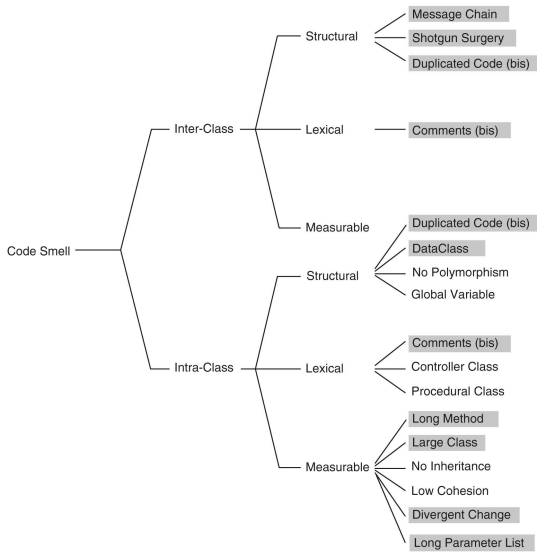 Message Chain
Structural
Shotgun Surgery
Duplicated Code (bis)
Inter-Class
Lexical
Comments (bis)
Measurable
Duplicated Code (bis)
Code Smell
DataClass
Structural
No Polymorphism
Global Variable
Comments (bis)
Intra-Class
Lexical
Controller Class
Procedural Class
Long Method
Large Class
Measurable
No Inheritance
Low Cohesion
Divergent Change
Long Parameter List